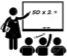 50 x 2 =